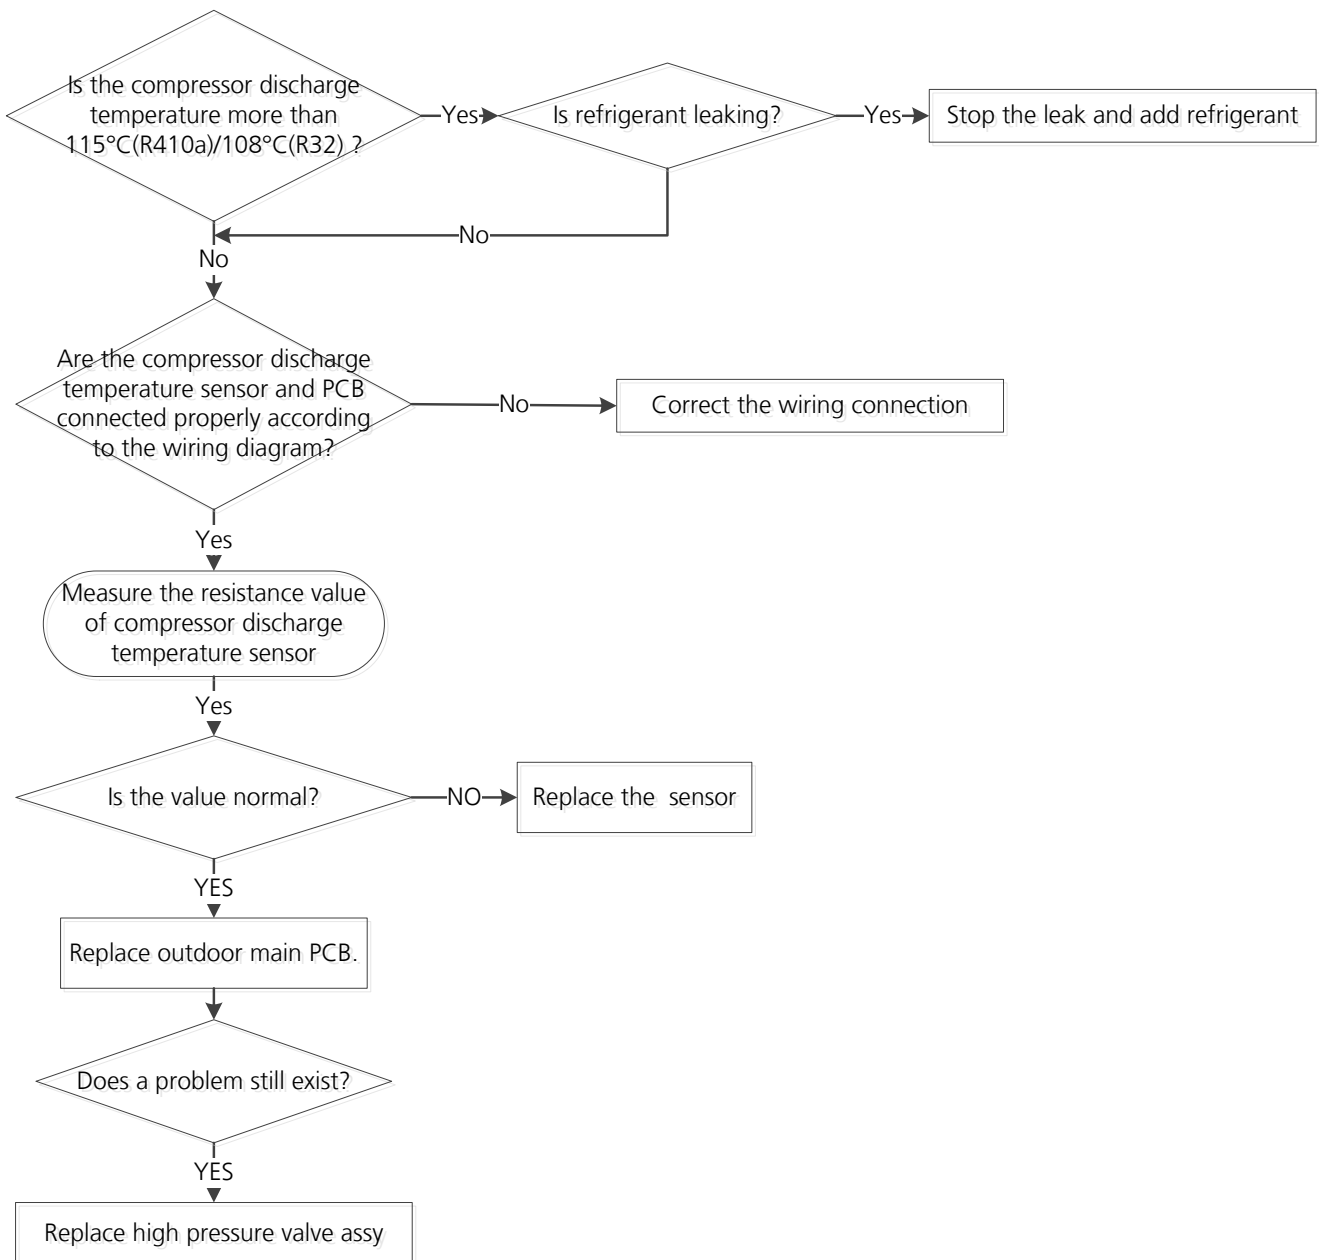 Is the compressor discharge
temperature more than
115°C(R410a)/108°C(R32) ?
Yes
Is refrigerant leaking?
Yes
Stop the leak and add refrigerant
No
No
Are the compressor discharge
temperature sensor and PCB
connected properly according
to the wiring diagram?
No
Correct the wiring connection
Yes
Measure the resistance value
of compressor discharge
temperature sensor
Yes
Is the value normal?
NO
Replace the  sensor
YES
Replace outdoor main PCB.
Does a problem still exist?
YES
Replace high pressure valve assy